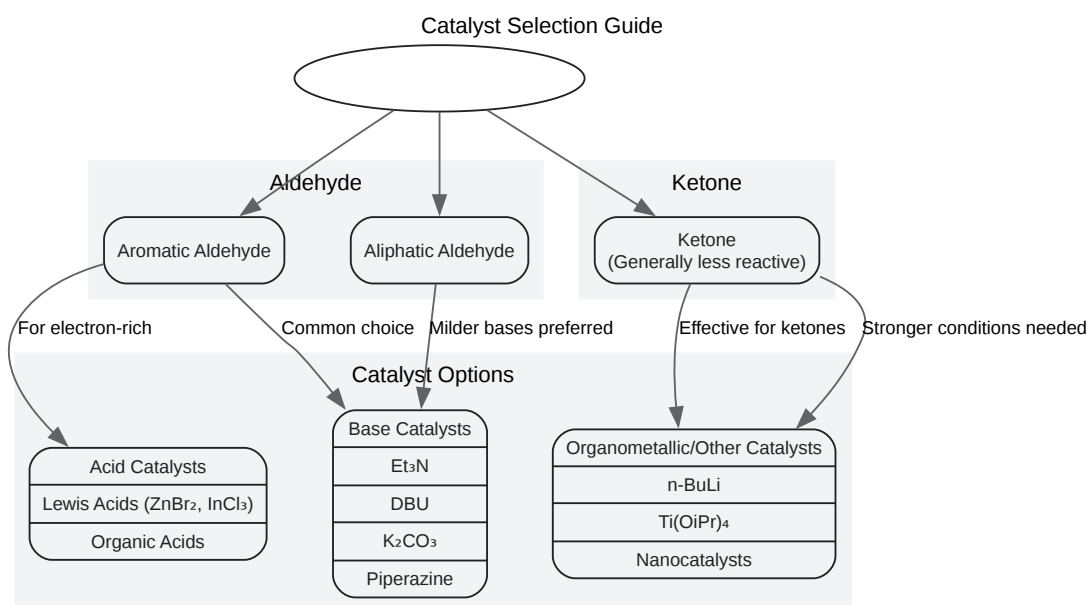 Catalyst Selection Guide
Aldehyde
Ketone
Aromatic Aldehyde
Aliphatic Aldehyde
Ketone
(Generally less reactive)
For electron-rich
Common choice
Milder bases preferred
Effective for ketones
Stronger conditions needed
Catalyst Options
Acid Catalysts
Lewis Acids (ZnBr₂, InCl₃)
Organic Acids
Base Catalysts
Et₃N
DBU
K₂CO₃
Piperazine
Organometallic/Other Catalysts
n-BuLi
Ti(OiPr)₄
Nanocatalysts